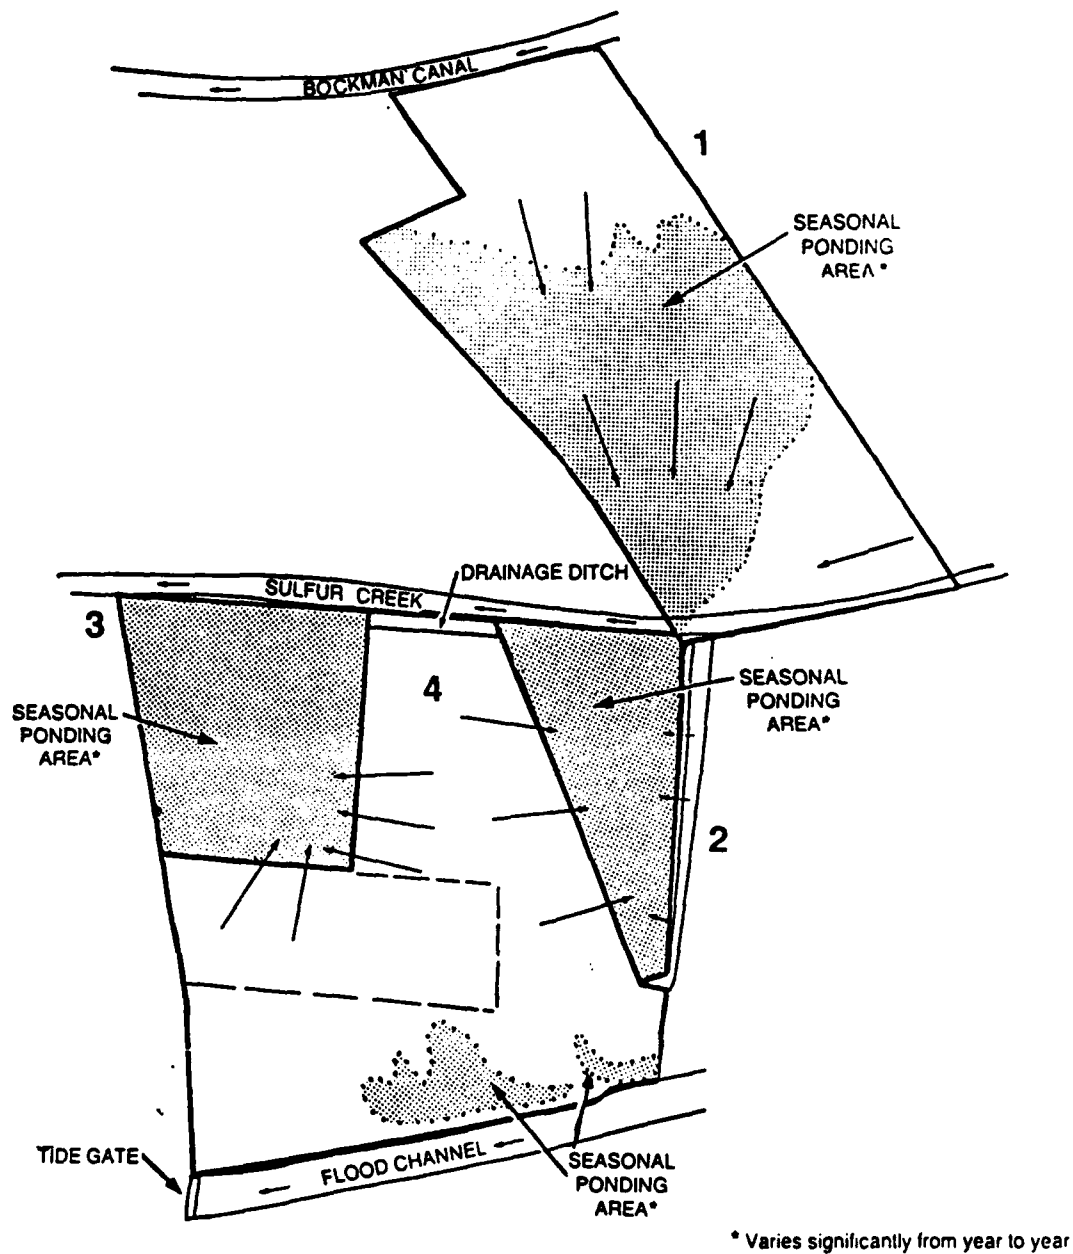 BOCKMAN CANAL
1
SEASONAL
PONDING
AREA*
DRAINAGE DITCH
SULFUR CREEK
3
4
SEASONAL
PONDING
AREA*
SEASONAL
PONDING
AREA*
2
TIDE GATE
FLOOD CHANNEL
SEASONAL
PONDING
AREA*
* Varies significantly from year to year